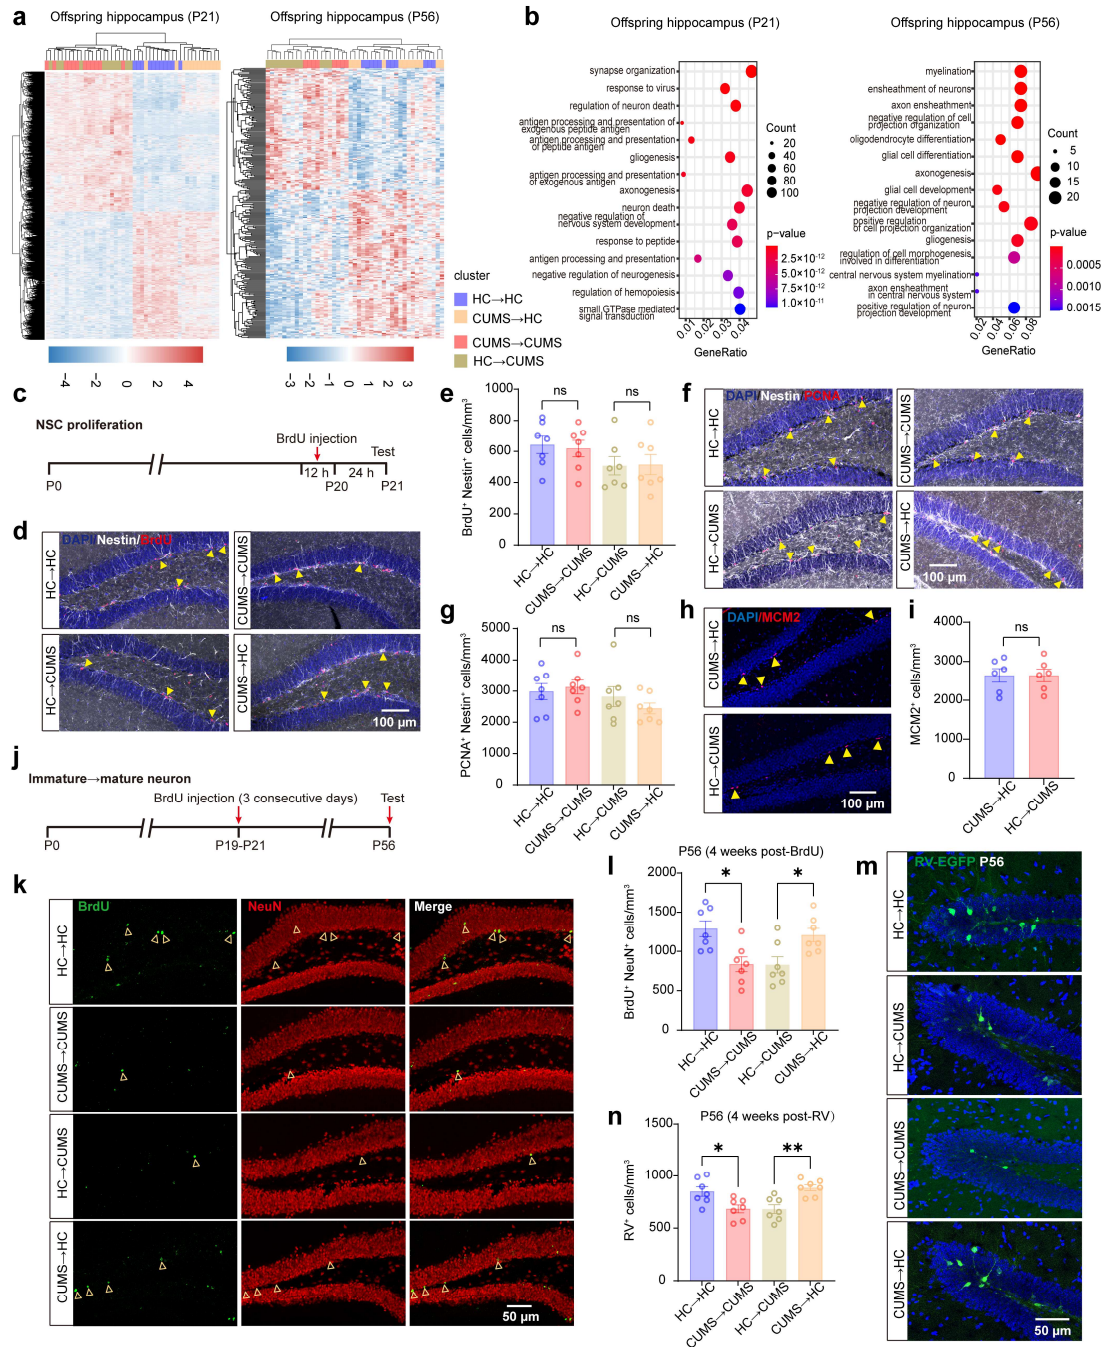 a
Offspring hippocampus (P21)
Offspring hippocampus (P56)
−4
−2
0
2
4
−3
−2
−1
0
1
2
3
cluster
HC→HC
CUMS→HC
CUMS→CUMS
HC→CUMS
b
Offspring hippocampus (P21)
synapse organization
response to virus
regulation of neuron death
antigen processing and presentation of
exogenous peptide antigen
antigen processing and presentation
of peptide antigen
gliogenesis
antigen processing and presentation
of exogenous antigen
axonogenesis
neuron death
negative regulation of
nervous system development
response to peptide
antigen processing and presentation
negative regulation of neurogenesis
regulation of hemopoiesis
small GTPase mediated
signal transduction
0.01
0.02
0.03
0.04
GeneRatio
Count
20
40
60
80
100
p-value
2.5×10⁻¹²
5.0×10⁻¹²
7.5×10⁻¹²
1.0×10⁻¹¹
Offspring hippocampus (P56)
myelination
ensheathment of neurons
axon ensheathment
negative regulation of cell
projection organization
oligodendrocyte differentiation
glial cell differentiation
axonogenesis
glial cell development
negative regulation of neuron
projection development
positive regulation
of cell projection organization
gliogenesis
regulation of cell morphogenesis
involved in differentiation
central nervous system myelination
axon ensheathment
in central nervous system
positive regulation of neuron
projection development
0.02
0.04
0.06
0.08
GeneRatio
Count
5
10
15
20
p-value
0.0005
0.0010
0.0015
c
NSC proliferation
BrdU injection
Test
12 h
24 h
P0
P20
P21
d
DAPI/Nestin/BrdU
HC→HC
CUMS→CUMS
HC→CUMS
CUMS→HC
100 μm
e
BrdU⁺ Nestin⁺ cells/mm³
1000
800
600
400
200
0
ns
ns
HC→HC
CUMS→CUMS
HC→CUMS
CUMS→HC
f
DAPI/Nestin/PCNA
HC→HC
CUMS→CUMS
HC→CUMS
CUMS→HC
100 μm
g
PCNA⁺ Nestin⁺ cells/mm³
5000
4000
3000
2000
1000
0
ns
ns
HC→HC
CUMS→CUMS
HC→CUMS
CUMS→HC
h
DAPI/MCM2
CUMS→HC
HC→CUMS
100 μm
i
MCM2⁺ cells/mm³
4000
3000
2000
1000
0
ns
CUMS→HC
HC→CUMS
j
Immature→mature neuron
BrdU injection (3 consecutive days)
Test
P0
P19-P21
P56
k
BrdU
NeuN
Merge
HC→HC
CUMS→CUMS
HC→CUMS
CUMS→HC
50 μm
l
P56 (4 weeks post-BrdU)
BrdU⁺ NeuN⁺ cells/mm³
2000
1500
1000
500
0
*
*
HC→HC
CUMS→CUMS
HC→CUMS
CUMS→HC
m
RV-EGFP P56
HC→HC
HC→CUMS
CUMS→CUMS
CUMS→HC
50 μm
n
P56 (4 weeks post-RV)
RV⁺ cells/mm³
1500
1000
500
0
*
**
HC→HC
CUMS→CUMS
HC→CUMS
CUMS→HC